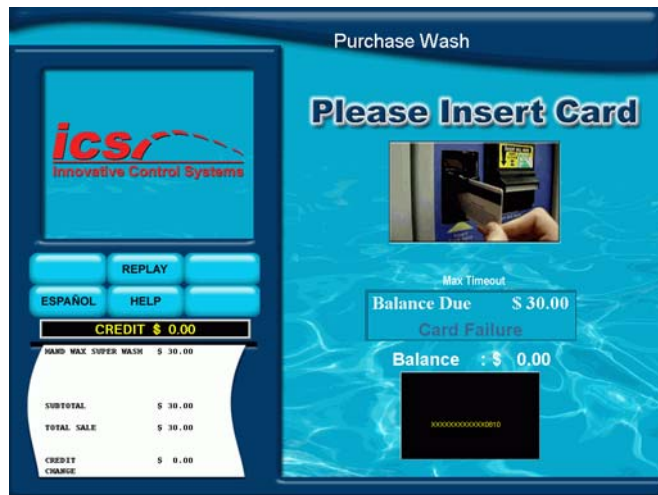 Purchase Wash
ics
Innovative Control Systems
Please Insert Card
REPLAY
ESPAÑOL
HELP
CREDIT $ 0.00
HAND WAX SUPER WASH $ 30.00
SUBTOTAL $ 30.00
TOTAL SALE $ 30.00
CREDIT $ 0.00
CHANGE
Max Timeout
Balance Due $ 30.00
Card Failure
Balance : $ 0.00
XXXXXXXXXXXX0810